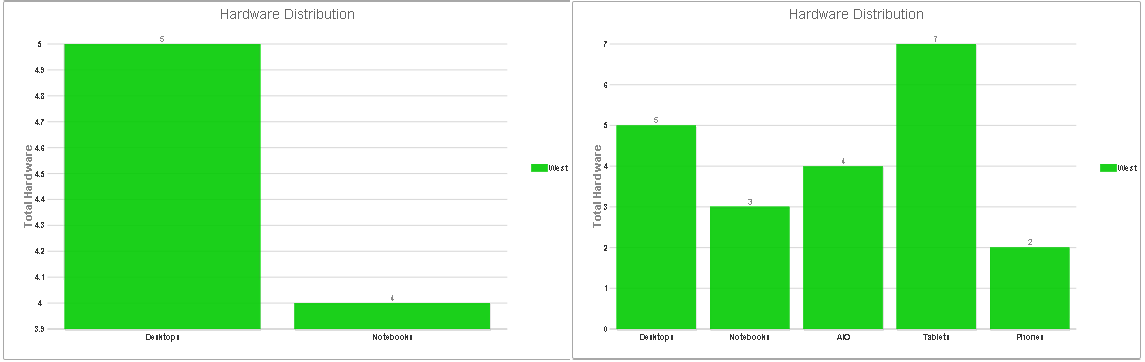 Hardware Distribution
5
5
4.9
4.8
4.7
4.6
4.5
4.4
4.3
4.2
4.1
4
3.9
4
Total Hardware
Desktops
Notebooks
West
Hardware Distribution
7
6
5
4
3
2
1
0
5
3
4
7
2
Total Hardware
Desktops
Notebooks
AIO
Tablets
Phones
West